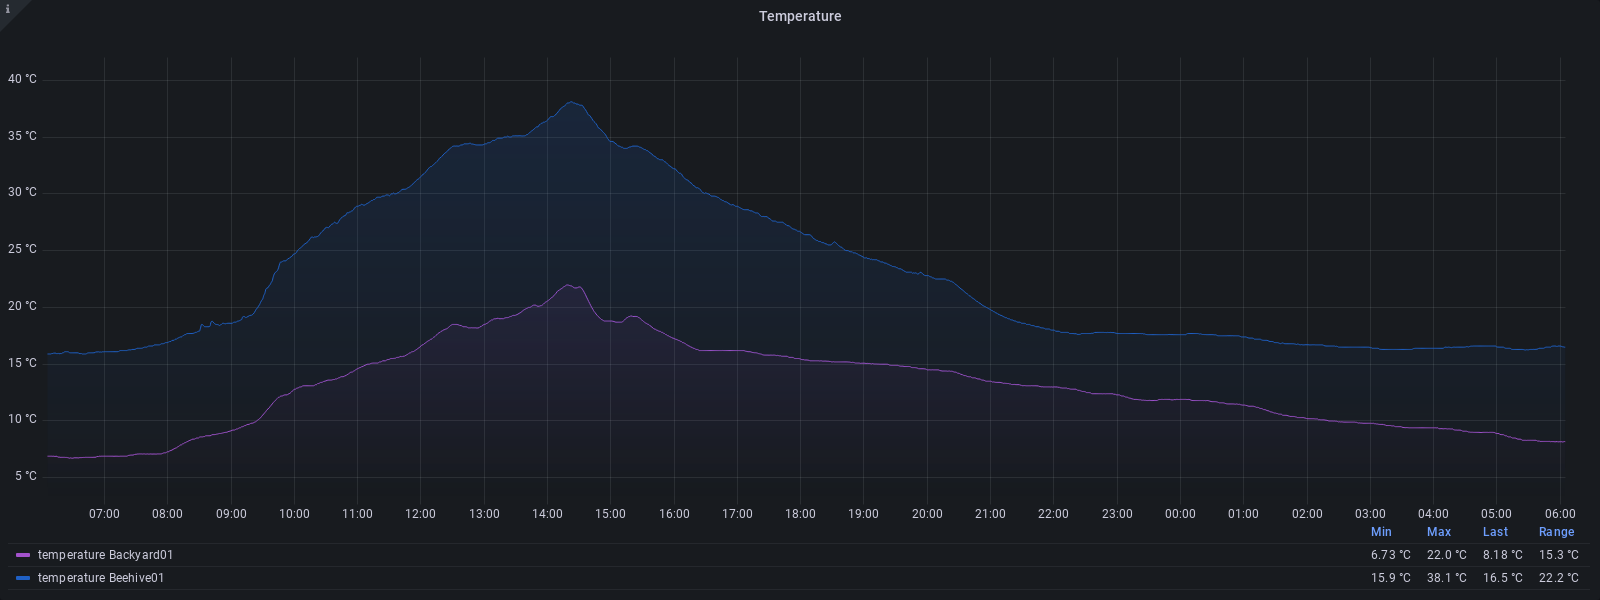 i
Temperature
40 °C
35 °C
30 °C
25 °C
20 °C
15 °C
10 °C
5 °C
07:00 08:00 09:00 10:00 11:00 12:00 13:00 14:00 15:00 16:00 17:00 18:00 19:00 20:00 21:00 22:00 23:00 00:00 01:00 02:00 03:00 04:00 05:00 06:00
Min Max Last Range
temperature Backyard01 6.73 °C 22.0 °C 8.18 °C 15.3 °C
temperature Beehive01 15.9 °C 38.1 °C 16.5 °C 22.2 °C